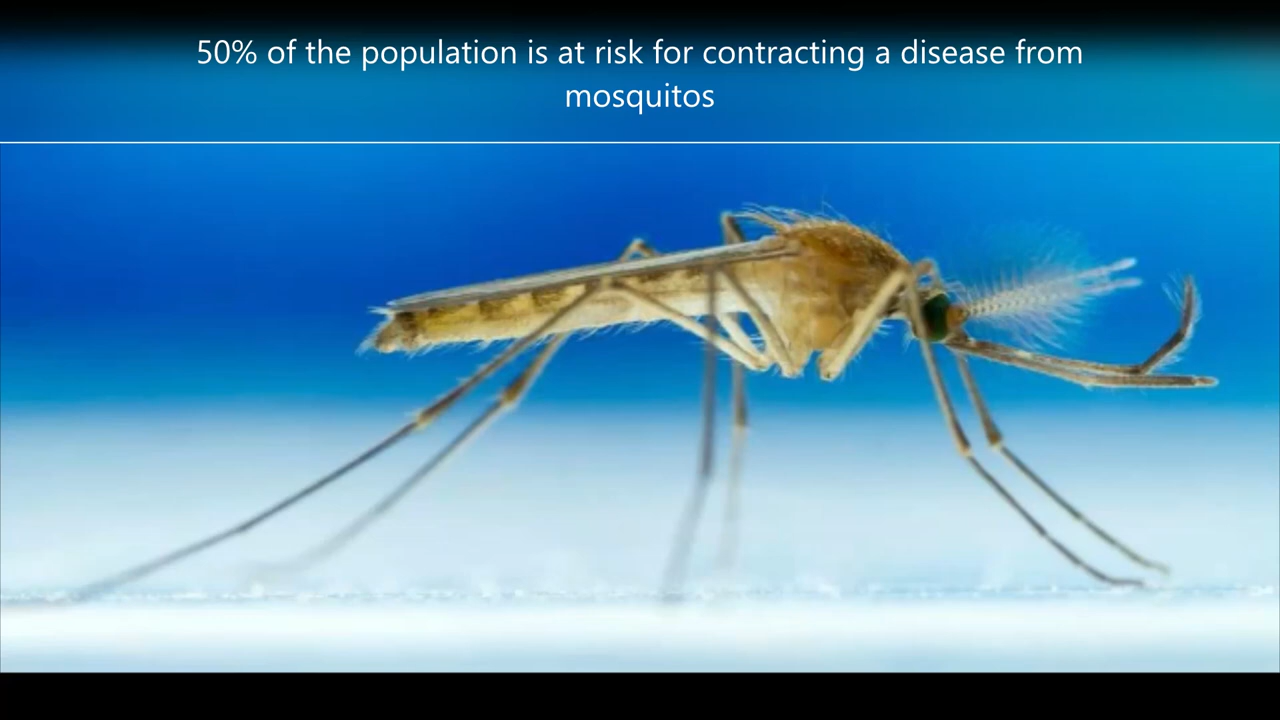 50% of the population is at risk for contracting a disease from
mosquitos